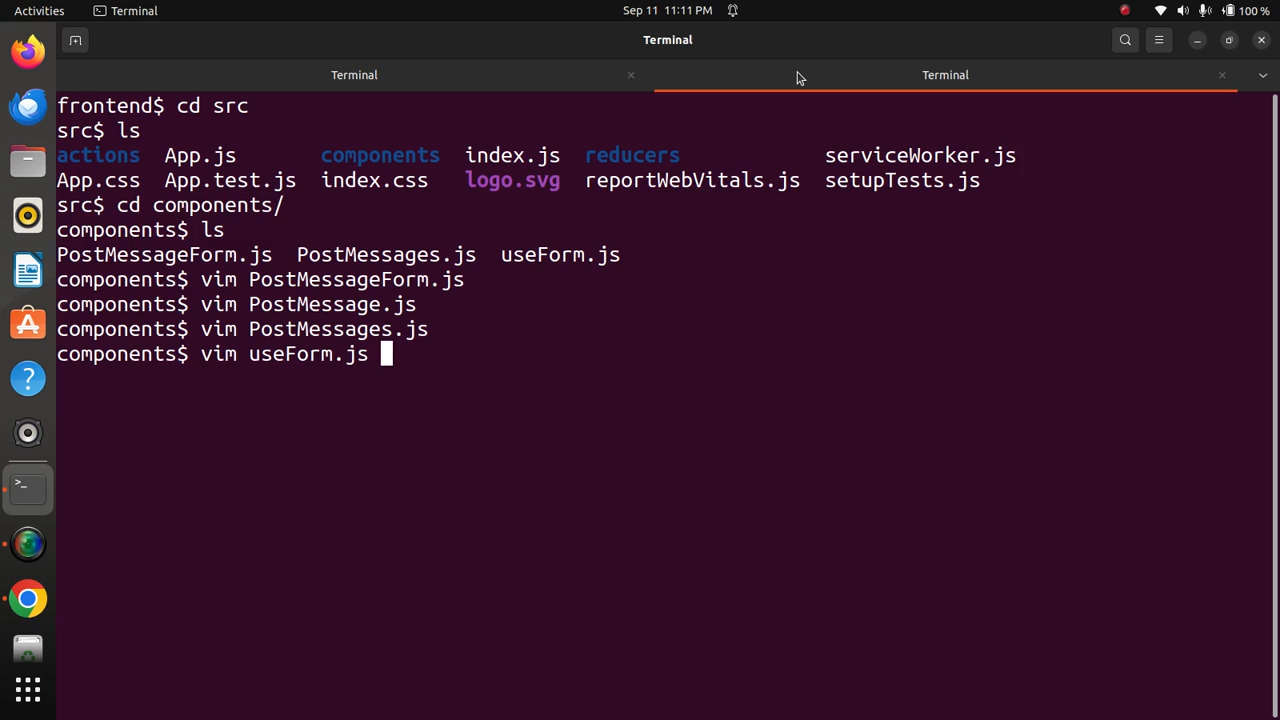 Activities Terminal Sep 11 11:11 PM 100 %
Terminal
Terminal Terminal
frontend$ cd src
src$ ls
actions App.js components index.js reducers serviceWorker.js
App.css App.test.js index.css logo.svg reportWebVitals.js setupTests.js
src$ cd components/
components$ ls
PostMessageForm.js PostMessages.js useForm.js
components$ vim PostMessageForm.js
components$ vim PostMessage.js
components$ vim PostMessages.js
components$ vim useForm.js